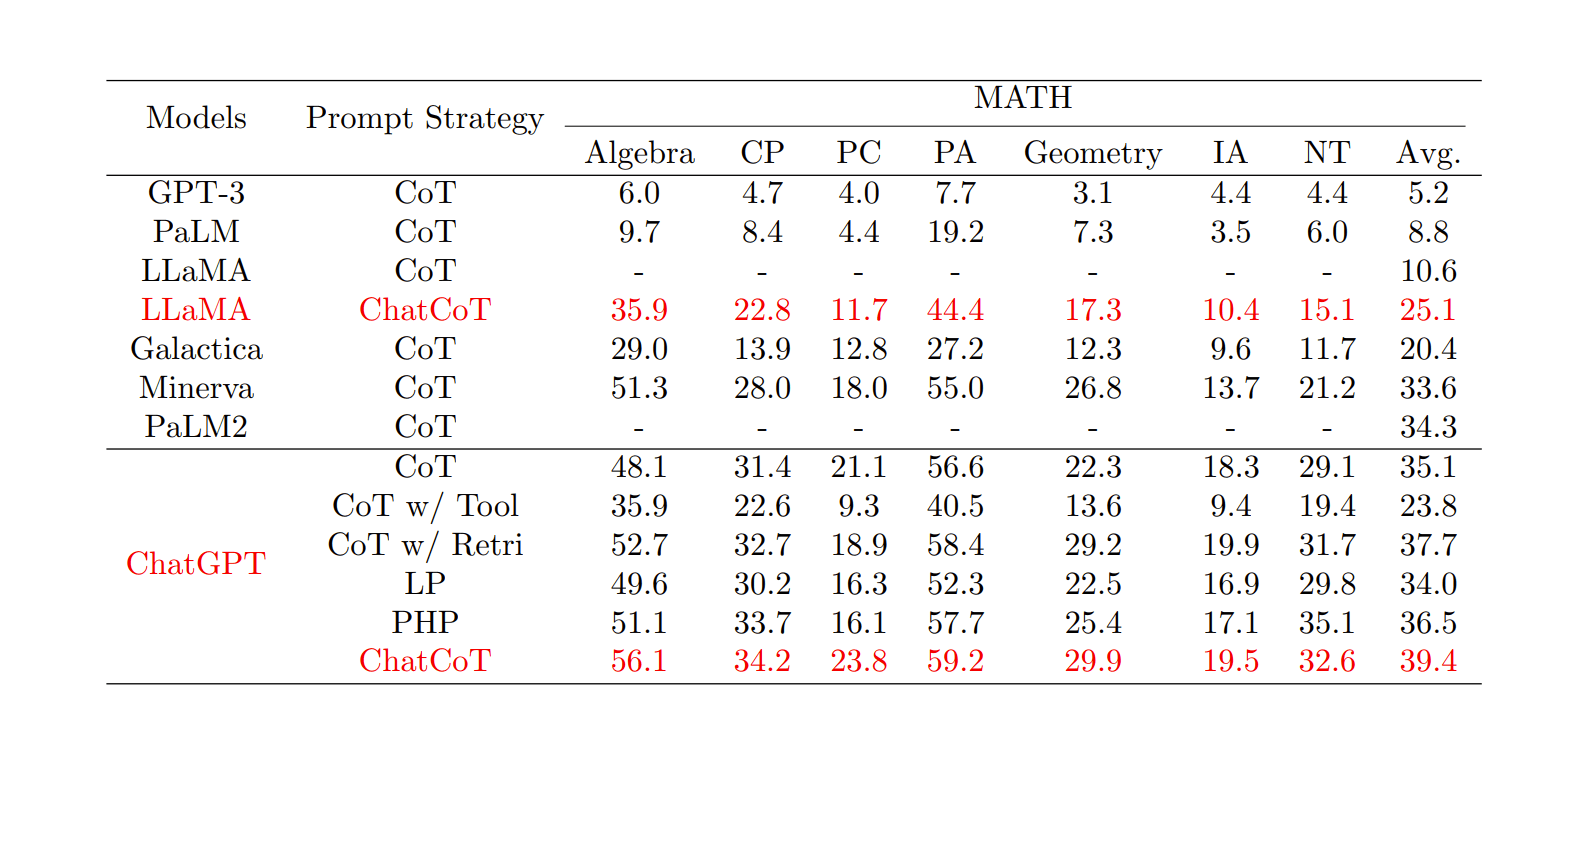 MATH
Models Prompt Strategy
Algebra CP PC PA Geometry IA NT Avg.
GPT-3 CoT 6.0 4.7 4.0 7.7 3.1 4.4 4.4 5.2
PaLM CoT 9.7 8.4 4.4 19.2 7.3 3.5 6.0 8.8
LLaMA CoT - - - - - - - 10.6
LLaMA ChatCoT 35.9 22.8 11.7 44.4 17.3 10.4 15.1 25.1
Galactica CoT 29.0 13.9 12.8 27.2 12.3 9.6 11.7 20.4
Minerva CoT 51.3 28.0 18.0 55.0 26.8 13.7 21.2 33.6
PaLM2 CoT - - - - - - - 34.3
CoT 48.1 31.4 21.1 56.6 22.3 18.3 29.1 35.1
CoT w/ Tool 35.9 22.6 9.3 40.5 13.6 9.4 19.4 23.8
CoT w/ Retri 52.7 32.7 18.9 58.4 29.2 19.9 31.7 37.7
ChatGPT
LP 49.6 30.2 16.3 52.3 22.5 16.9 29.8 34.0
PHP 51.1 33.7 16.1 57.7 25.4 17.1 35.1 36.5
ChatCoT 56.1 34.2 23.8 59.2 29.9 19.5 32.6 39.4